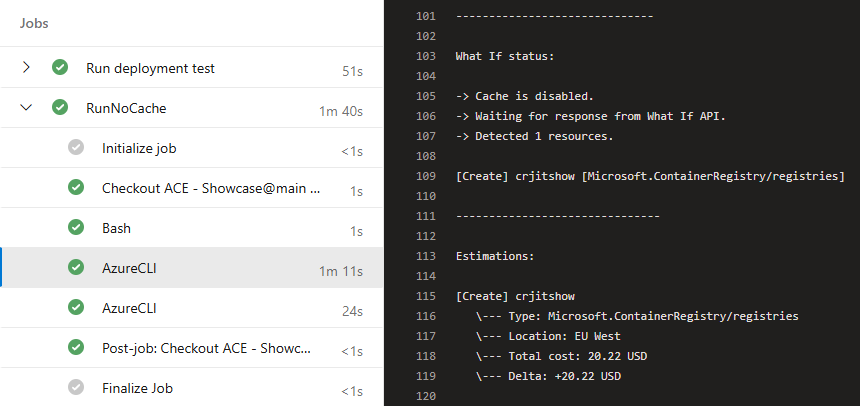 Jobs
Run deployment test 51s
RunNoCache 1m 40s
Initialize job <1s
Checkout ACE - Showcase@main ... 1s
Bash 1s
AzureCLI 1m 11s
AzureCLI 24s
Post-job: Checkout ACE - Showc... <1s
Finalize Job <1s
101 ------------------------------
102
103 What If status:
104
105 -> Cache is disabled.
106 -> Waiting for response from What If API.
107 -> Detected 1 resources.
108
109 [Create] crjitshow [Microsoft.ContainerRegistry/registries]
110
111 -------------------------------
112
113 Estimations:
114
115 [Create] crjitshow
116 \--- Type: Microsoft.ContainerRegistry/registries
117 \--- Location: EU West
118 \--- Total cost: 20.22 USD
119 \--- Delta: +20.22 USD
120